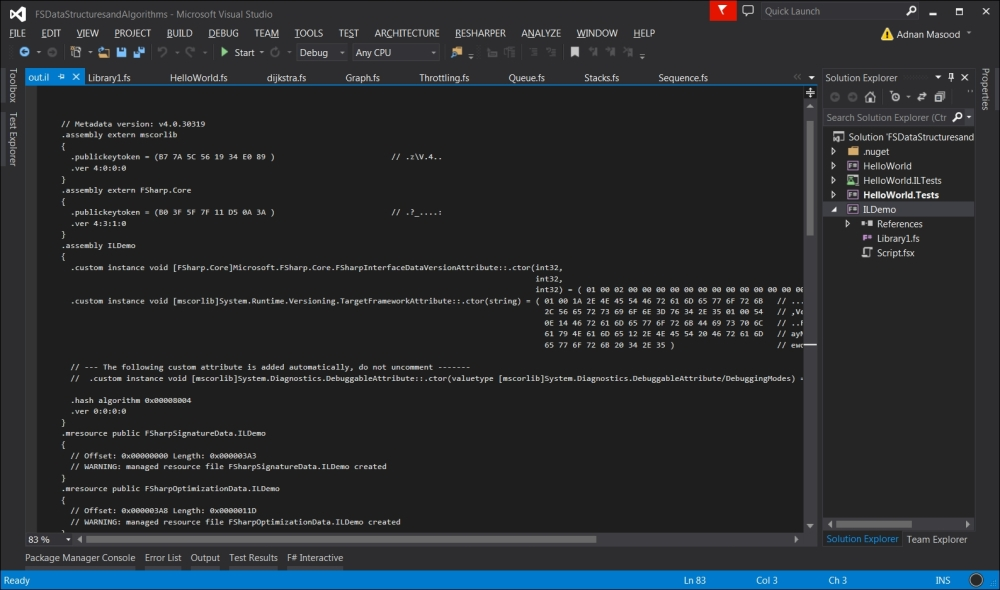 FSDataStructuresandAlgorithms - Microsoft Visual Studio
Quick Launch (Ctrl+Q)
FILE EDIT VIEW PROJECT BUILD DEBUG TEAM TOOLS TEST ARCHITECTURE RESHARPER ANALYZE WINDOW HELP
Adnan Masood
Start Debug Any CPU
Toolbox
Test Explorer
out.il Library1.fs HelloWorld.fs dijkstra.fs Graph.fs Throttling.fs Queue.fs Stacks.fs Sequence.fs
// Metadata version: v4.0.30319
.assembly extern mscorlib
{
.publickeytoken = (B7 7A 5C 56 19 34 E0 89 ) // .z\V.4..
.ver 4:0:0:0
}
.assembly extern FSharp.Core
{
.publickeytoken = (B0 3F 5F 7F 11 D5 0A 3A ) // .?_....:
.ver 4:3:1:0
}
.assembly ILDemo
{
.custom instance void [FSharp.Core]Microsoft.FSharp.Core.FSharpInterfaceDataVersionAttribute::.ctor(int32,
int32,
int32) = ( 01 00 02 00 00 00 00 00 00 00 00 00 00 00 00
.custom instance void [mscorlib]System.Runtime.Versioning.TargetFrameworkAttribute::.ctor(string) = ( 01 00 1A 2E 4E 45 54 46 72 61 6D 65 77 6F 72 6B // ...
2C 56 65 72 73 69 6F 6E 3D 76 34 2E 35 01 00 54 // ,Ve
0E 14 46 72 61 6D 65 77 6F 72 6B 44 69 73 70 6C // ..F
61 79 4E 61 6D 65 12 2E 4E 45 54 20 46 72 61 6D // ayN
65 77 6F 72 6B 20 34 2E 35 ) // ewo
// --- The following custom attribute is added automatically, do not uncomment -------
// .custom instance void [mscorlib]System.Diagnostics.DebuggableAttribute::.ctor(valuetype [mscorlib]System.Diagnostics.DebuggableAttribute/DebuggingModes) =
.hash algorithm 0x00008004
.ver 0:0:0:0
}
.mresource public FSharpSignatureData.ILDemo
{
// Offset: 0x00000000 Length: 0x000003A3
// WARNING: managed resource file FSharpSignatureData.ILDemo created
}
.mresource public FSharpOptimizationData.ILDemo
{
// Offset: 0x000003A8 Length: 0x0000011D
// WARNING: managed resource file FSharpOptimizationData.ILDemo created
}
83 %
Solution Explorer
Search Solution Explorer (Ctr
Solution 'FSDataStructuresand
.nuget
HelloWorld
HelloWorld.ILTests
HelloWorld.Tests
ILDemo
References
Library1.fs
Script.fsx
Solution Explorer Team Explorer
Properties
Package Manager Console Error List Output Test Results F# Interactive
Ready Ln 83 Col 3 Ch 3 INS